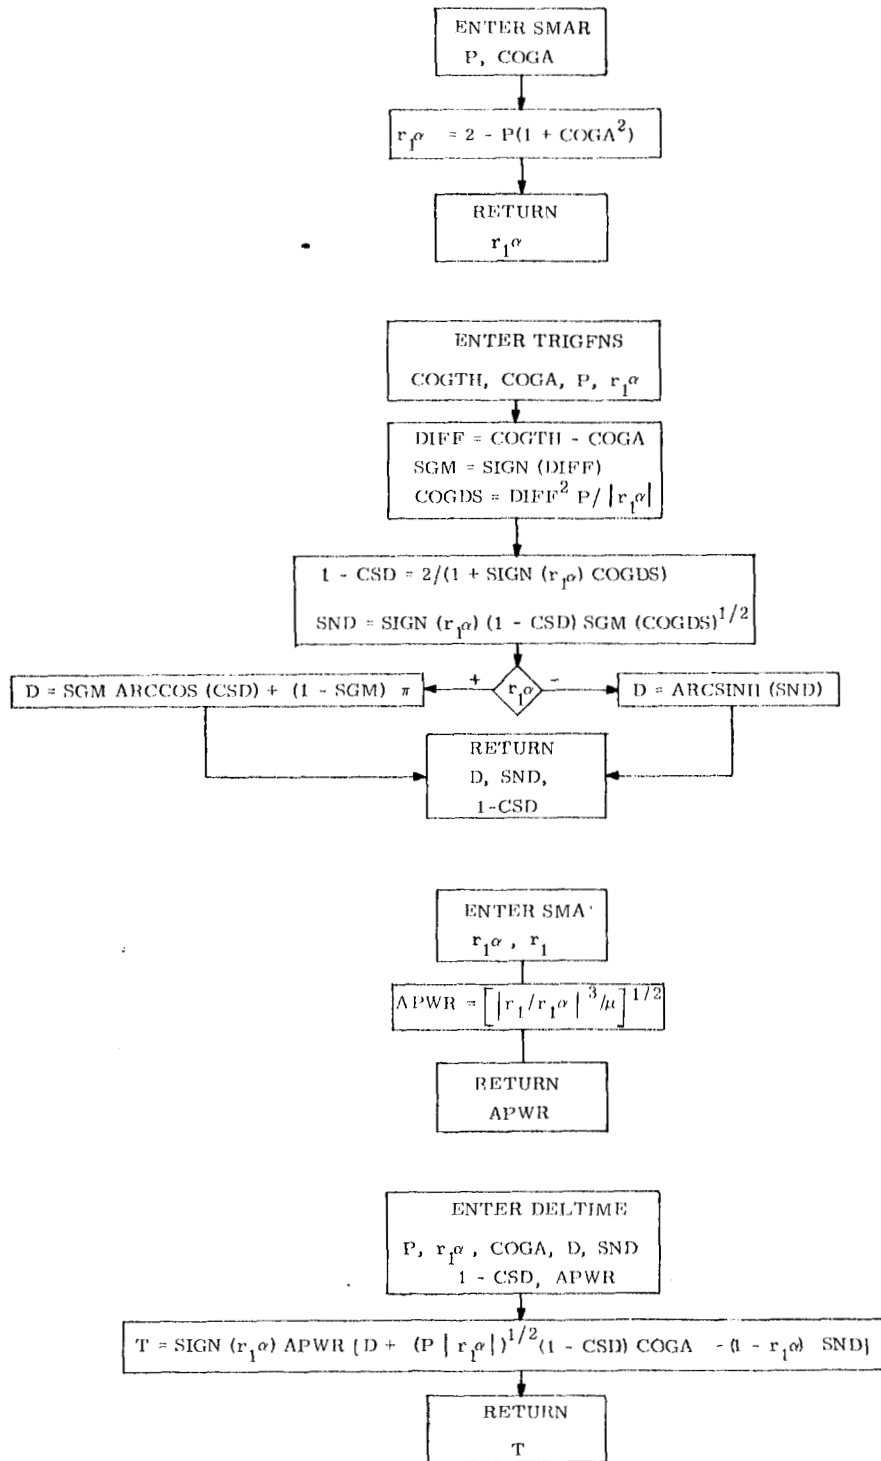 ENTER SMAR
P, COGA
r₁α = 2 - P(1 + COGA²)
RETURN
r₁α
ENTER TRIGFNS
COGTH, COGA, P, r₁α
DIFF = COGTH - COGA
SGM = SIGN (DIFF)
COGDS = DIFF² P/ |r₁α|
1 - CSD = 2/(1 + SIGN (r₁α) COGDS)
SND = SIGN (r₁α) (1 - CSD) SGM (COGDS)^1/2
D = SGM ARCCOS (CSD) + (1 - SGM) π
+
r₁α
-
D = ARCSINH (SND)
RETURN
D, SND,
1-CSD
ENTER SMA
r₁α, r₁
APWR = [|r₁/r₁α|³/μ]^1/2
RETURN
APWR
ENTER DELTIME
P, r₁α, COGA, D, SND
1 - CSD, APWR
T = SIGN (r₁α) APWR [D + (P |r₁α|)^1/2 (1 - CSD) COGA - (1 - r₁α) SND]
RETURN
T